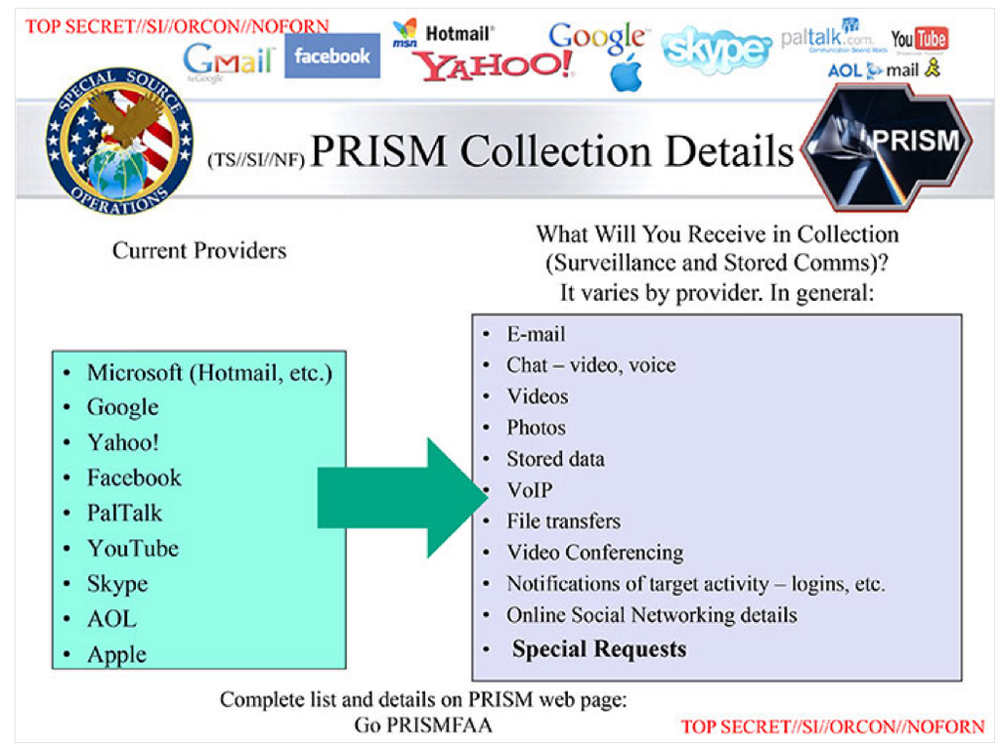 TOP SECRET//SI//ORCON//NOFORN
Gmail
by Google
facebook
msn
Hotmail
YAHOO!
Google
skype
paltalk.com
Communication Beyond Words
YouTube
AOL mail
SPECIAL SOURCE
OPERATIONS
(TS//SI//NF) PRISM Collection Details
PRISM
Current Providers
What Will You Receive in Collection
(Surveillance and Stored Comms)?
It varies by provider. In general:
• Microsoft (Hotmail, etc.)
• Google
• Yahoo!
• Facebook
• PalTalk
• YouTube
• Skype
• AOL
• Apple
• E-mail
• Chat – video, voice
• Videos
• Photos
• Stored data
• VoIP
• File transfers
• Video Conferencing
• Notifications of target activity – logins, etc.
• Online Social Networking details
• Special Requests
Complete list and details on PRISM web page:
Go PRISMFAA
TOP SECRET//SI//ORCON//NOFORN